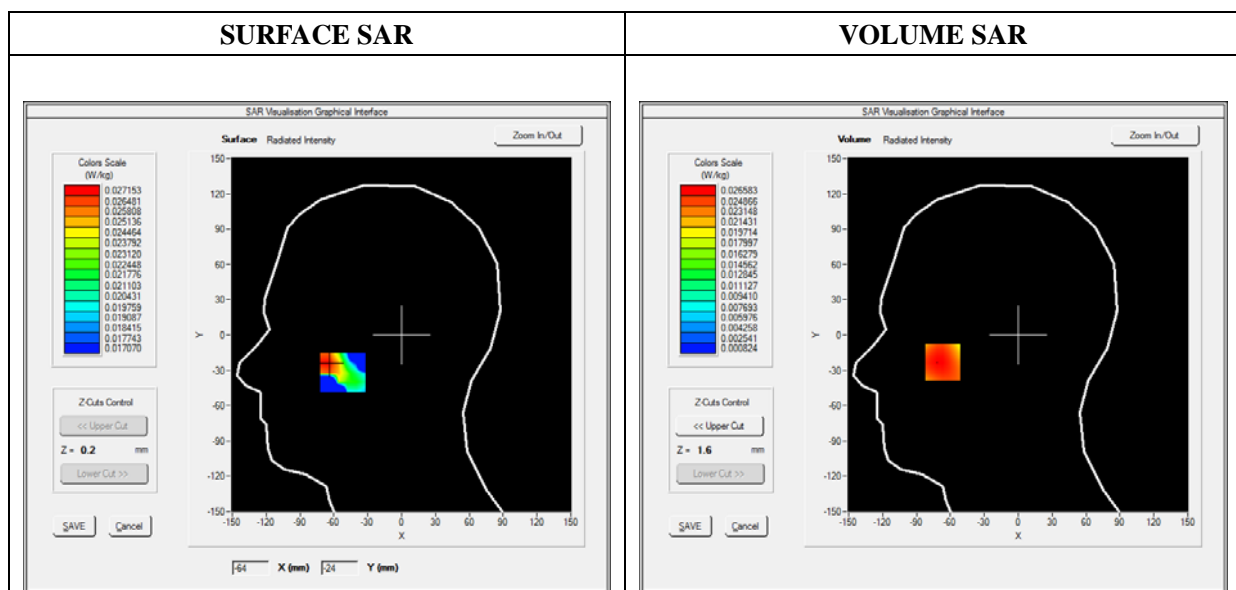 SURFACE SAR
VOLUME SAR
SAR Visualisation Graphical Interface
Surface Radiated Intensity
Zoom In/Out
Colors Scale
(W/kg)
0.027153
0.026481
0.025808
0.025136
0.024464
0.023792
0.023120
0.022448
0.021776
0.021103
0.020431
0.019759
0.019087
0.018415
0.017743
0.017070
Z-Cuts Control
<< Upper Cut
Z = 0.2 mm
Lower Cut >>
SAVE Cancel
150
120
90
60
30
0
-30
-60
-90
-120
-150
Y
-150 -120 -90 -60 -30 0 30 60 90 120 150
X
-64 X (mm) -24 Y (mm)
SAR Visualisation Graphical Interface
Volume Radiated Intensity
Zoom In/Out
Colors Scale
(W/kg)
0.026583
0.024866
0.023148
0.021431
0.019714
0.017997
0.016279
0.014562
0.012845
0.011127
0.009410
0.007693
0.005976
0.004258
0.002541
0.000824
Z-Cuts Control
<< Upper Cut
Z = 1.6 mm
Lower Cut >>
SAVE Cancel
150
120
90
60
30
0
-30
-60
-90
-120
-150
Y
-150 -120 -90 -60 -30 0 30 60 90 120 150
X